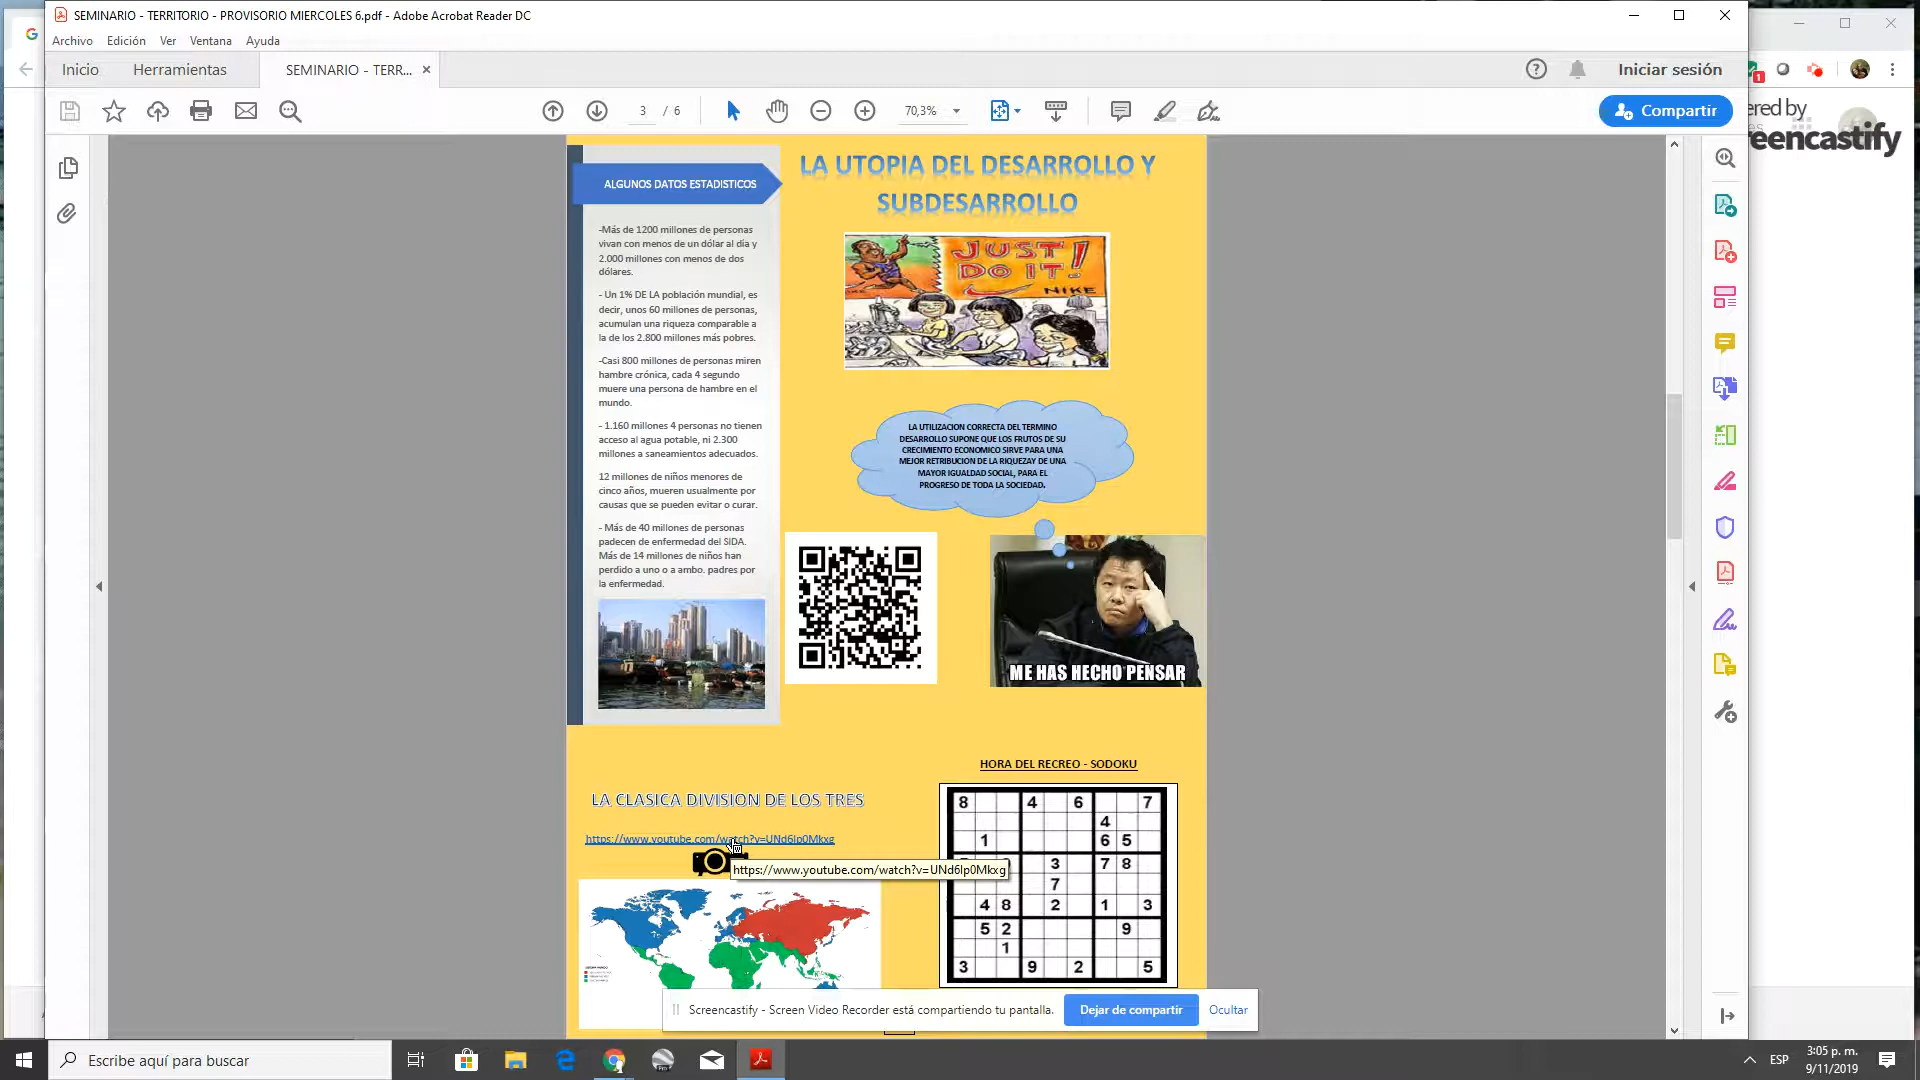 SEMINARIO - TERRITORIO - PROVISORIO MIERCOLES 6.pdf - Adobe Acrobat Reader DC
Archivo Edición Ver Ventana Ayuda
Inicio Herramientas SEMINARIO - TERR... Iniciar sesión
3 / 6 70,3% Compartir
1
ered by
reencastify
ALGUNOS DATOS ESTADISTICOS
-Más de 1200 millones de personas
vivan con menos de un dólar al día y
2.000 millones con menos de dos
dólares.
- Un 1% DE LA población mundial, es
decir, unos 60 millones de personas,
acumulan una riqueza comparable a
la de los 2.800 millones más pobres.
-Casi 800 millones de personas miren
hambre crónica, cada 4 segundo
muere una persona de hambre en el
mundo.
- 1.160 millones 4 personas no tienen
acceso al agua potable, ni 2.300
millones a saneamientos adecuados.
12 millones de niños menores de
cinco años, mueren usualmente por
causas que se pueden evitar o curar.
- Más de 40 millones de personas
padecen de enfermedad del SIDA.
Más de 14 millones de niños han
perdido a uno o a ambo. padres por
la enfermedad.
LA UTOPIA DEL DESARROLLO Y
SUBDESARROLLO
JUST
DO IT!
NIKE
LA UTILIZACION CORRECTA DEL TERMINO
DESARROLLO SUPONE QUE LOS FRUTOS DE SU
CRECIMIENTO ECONOMICO SIRVE PARA UNA
MEJOR RETRIBUCION DE LA RIQUEZAY DE UNA
MAYOR IGUALDAD SOCIAL, PARA EL
PROGRESO DE TODA LA SOCIEDAD.
ME HAS HECHO PENSAR
LA CLASICA DIVISION DE LOS TRES
https://www.youtube.com/watch?v=UNd6lp0Mkxg
https://www.youtube.com/watch?v=UNd6lp0Mkxg
HORA DEL RECREO - SODOKU
8 4 6 7
4
1 6 5
3 7 8
7
4 8 2 1 3
5 2 9
1
3 9 2 5
Screencastify - Screen Video Recorder está compartiendo tu pantalla. Dejar de compartir Ocultar
Escribe aquí para buscar
ESP
3:05 p. m.
9/11/2019